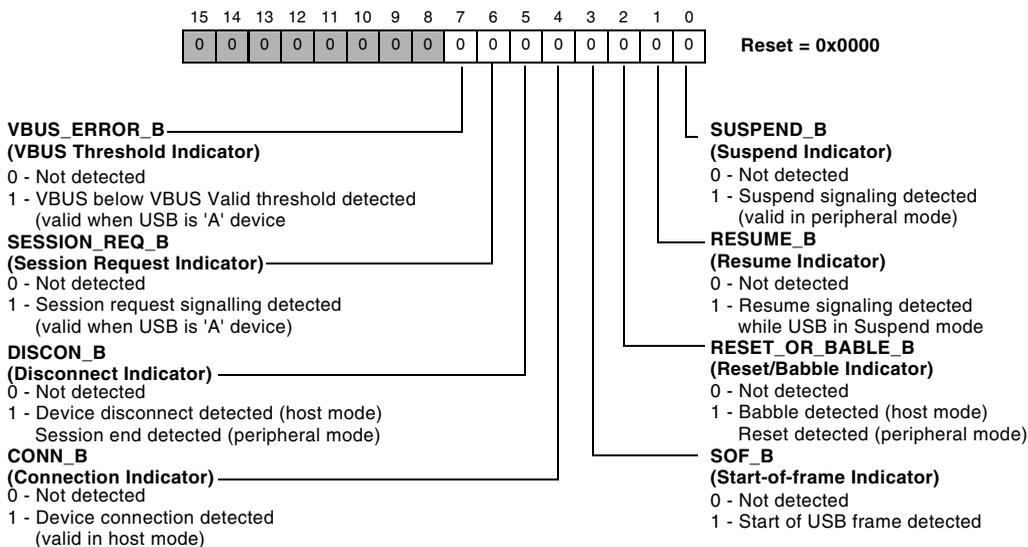 15 14 13 12 11 10 9 8 7 6 5 4 3 2 1 0
0 0 0 0 0 0 0 0 0 0 0 0 0 0 0 0
Reset = 0x0000
VBUS_ERROR_B
(VBUS Threshold Indicator)
0 - Not detected
1 - VBUS below VBUS Valid threshold detected
(valid when USB is 'A' device
SESSION_REQ_B
(Session Request Indicator)
0 - Not detected
1 - Session request signalling detected
(valid when USB is 'A' device)
DISCON_B
(Disconnect Indicator)
0 - Not detected
1 - Device disconnect detected (host mode)
Session end detected (peripheral mode)
CONN_B
(Connection Indicator)
0 - Not detected
1 - Device connection detected
(valid in host mode)
SUSPEND_B
(Suspend Indicator)
0 - Not detected
1 - Suspend signaling detected
(valid in peripheral mode)
RESUME_B
(Resume Indicator)
0 - Not detected
1 - Resume signaling detected
while USB in Suspend mode
RESET_OR_BABLE_B
(Reset/Babble Indicator)
0 - Not detected
1 - Babble detected (host mode)
Reset detected (peripheral mode)
SOF_B
(Start-of-frame Indicator)
0 - Not detected
1 - Start of USB frame detected